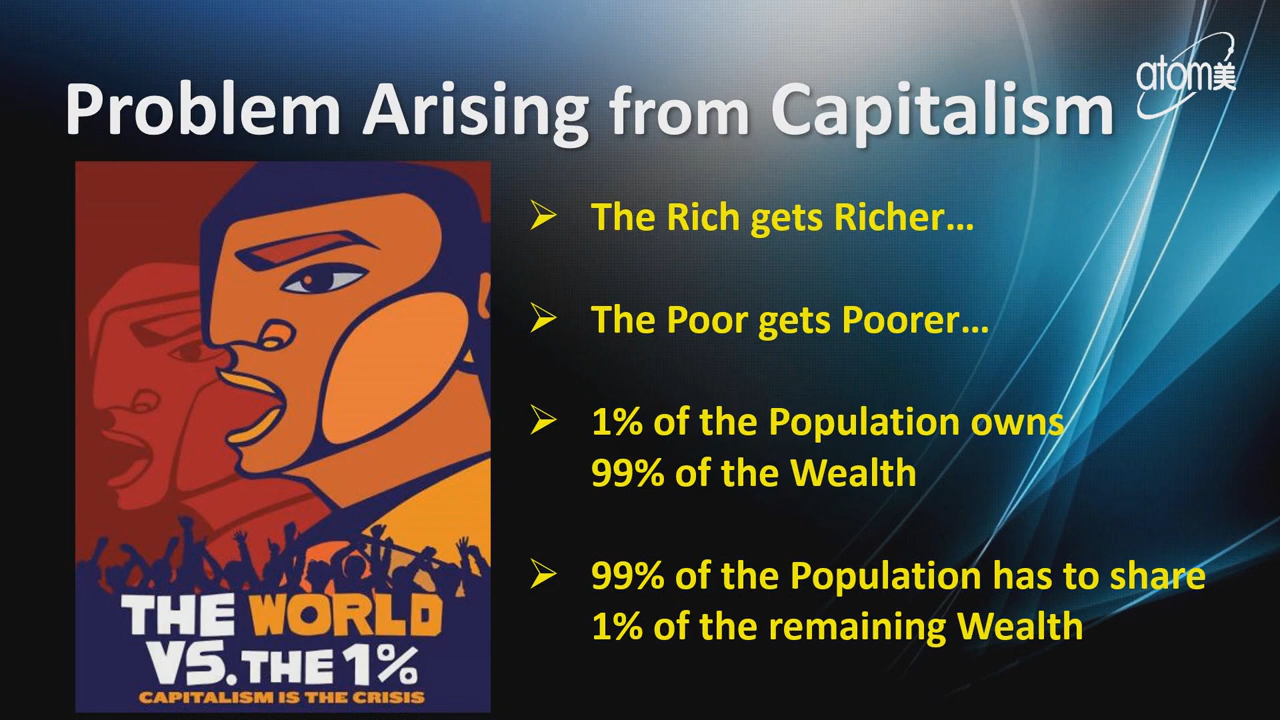 atom美
Problem Arising from Capitalism
The Rich gets Richer...
The Poor gets Poorer...
1% of the Population owns
99% of the Wealth
99% of the Population has to share
1% of the remaining Wealth
THE WORLD
VS. THE 1%
CAPITALISM IS THE CRISIS